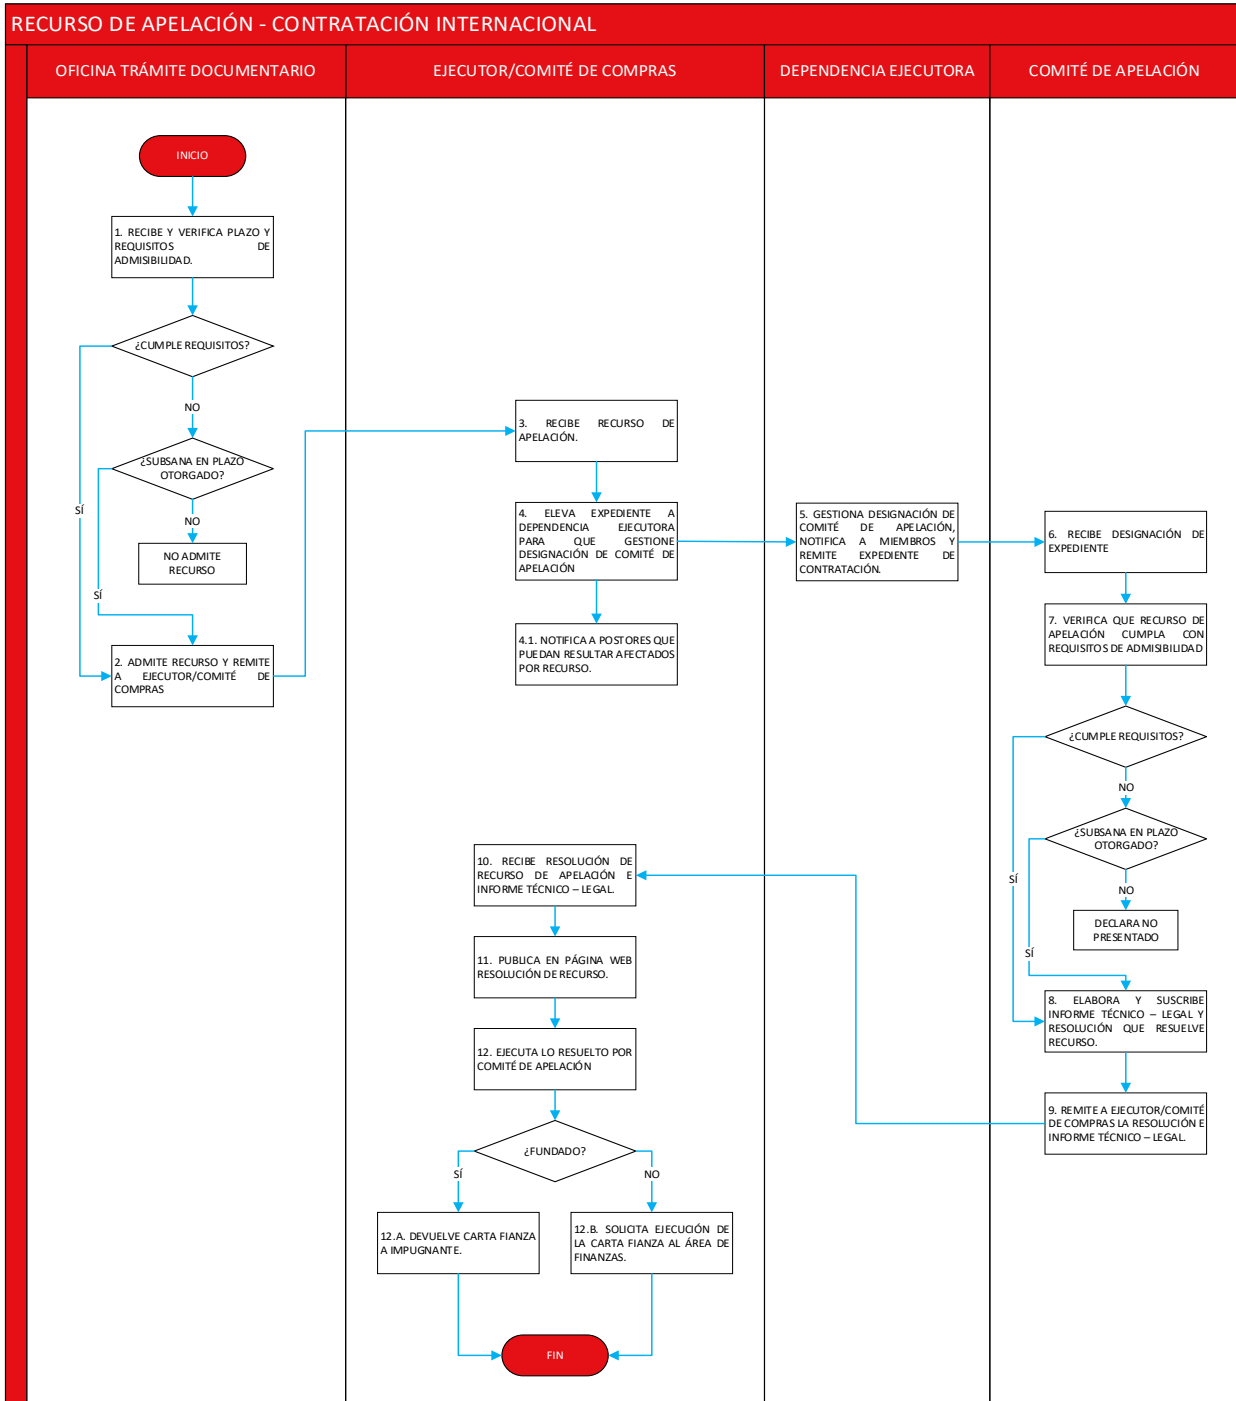 RECURSO DE APELACIÓN - CONTRATACIÓN INTERNACIONAL
OFICINA TRÁMITE DOCUMENTARIO
EJECUTOR/COMITÉ DE COMPRAS
DEPENDENCIA EJECUTORA
COMITÉ DE APELACIÓN
INICIO
1. RECIBE Y VERIFICA PLAZO Y
REQUISITOS DE
ADMISIBILIDAD.
¿CUMPLE REQUISITOS?
NO
¿SUBSANA EN PLAZO
OTORGADO?
SÍ
NO
NO ADMITE
RECURSO
SÍ
2. ADMITE RECURSO Y REMITE
A EJECUTOR/COMITÉ DE
COMPRAS
3. RECIBE RECURSO DE
APELACIÓN.
4. ELEVA EXPEDIENTE A
DEPENDENCIA EJECUTORA
PARA QUE GESTIONE
DESIGNACIÓN DE COMITÉ DE
APELACIÓN
4.1. NOTIFICA A POSTORES QUE
PUEDAN RESULTAR AFECTADOS
POR RECURSO.
5. GESTIONA DESIGNACIÓN DE
COMITÉ DE APELACIÓN,
NOTIFICA A MIEMBROS Y
REMITE EXPEDIENTE DE
CONTRATACIÓN.
6. RECIBE DESIGNACIÓN DE
EXPEDIENTE
7. VERIFICA QUE RECURSO DE
APELACIÓN CUMPLA CON
REQUISITOS DE ADMISIBILIDAD
¿CUMPLE REQUISITOS?
NO
¿SUBSANA EN PLAZO
OTORGADO?
SÍ
NO
DECLARA NO
PRESENTADO
SÍ
8. ELABORA Y SUSCRIBE
INFORME TÉCNICO – LEGAL Y
RESOLUCIÓN QUE RESUELVE
RECURSO.
9. REMITE A EJECUTOR/COMITÉ
DE COMPRAS LA RESOLUCIÓN E
INFORME TÉCNICO – LEGAL.
10. RECIBE RESOLUCIÓN DE
RECURSO DE APELACIÓN E
INFORME TÉCNICO – LEGAL.
11. PUBLICA EN PÁGINA WEB
RESOLUCIÓN DE RECURSO.
12. EJECUTA LO RESUELTO POR
COMITÉ DE APELACIÓN
¿FUNDADO?
SÍ
NO
12.A. DEVUELVE CARTA FIANZA
A IMPUGNANTE.
12.B. SOLICITA EJECUCIÓN DE
LA CARTA FIANZA AL ÁREA DE
FINANZAS.
FIN